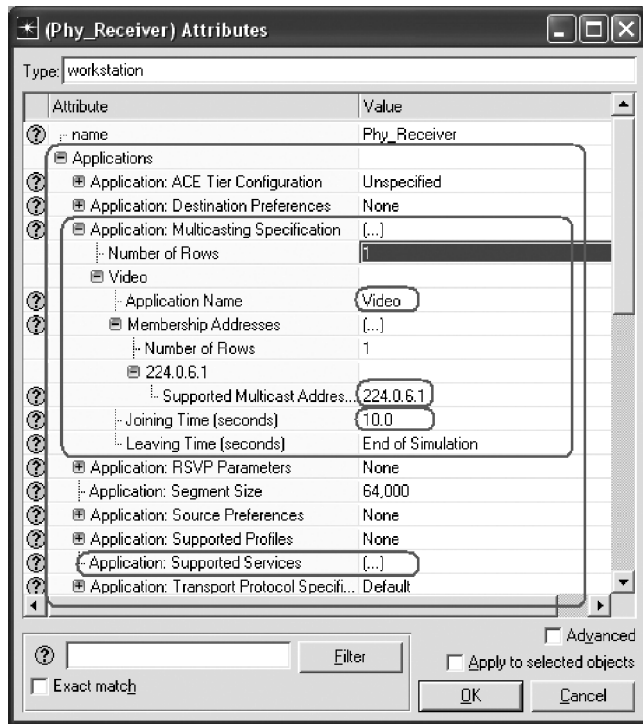 (Phy_Receiver) Attributes
Type: workstation
Attribute Value
name Phy_Receiver
Applications
Application: ACE Tier Configuration Unspecified
Application: Destination Preferences None
Application: Multicasting Specification (...)
Number of Rows 1
Video
Application Name Video
Membership Addresses (...)
Number of Rows 1
224.0.6.1
Supported Multicast Addres... 224.0.6.1
Joining Time (seconds) 10.0
Leaving Time (seconds) End of Simulation
Application: RSVP Parameters None
Application: Segment Size 64,000
Application: Source Preferences None
Application: Supported Profiles None
Application: Supported Services (...)
Application: Transport Protocol Specifi... Default
Advanced
Filter
Apply to selected objects
Exact match
OK Cancel